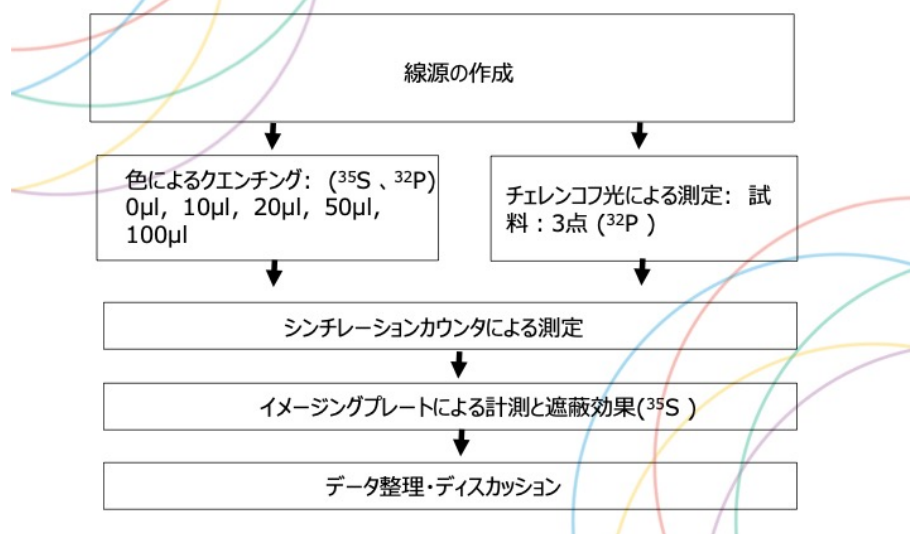 線源の作成
色によるクエンチング: (³⁵S 、³²P)
0μl, 10μl, 20μl, 50μl,
100μl
チェレンコフ光による測定: 試
料:3点 (³²P )
シンチレーションカウンタによる測定
イメージングプレートによる計測と遮蔽効果(³⁵S )
データ整理・ディスカッション